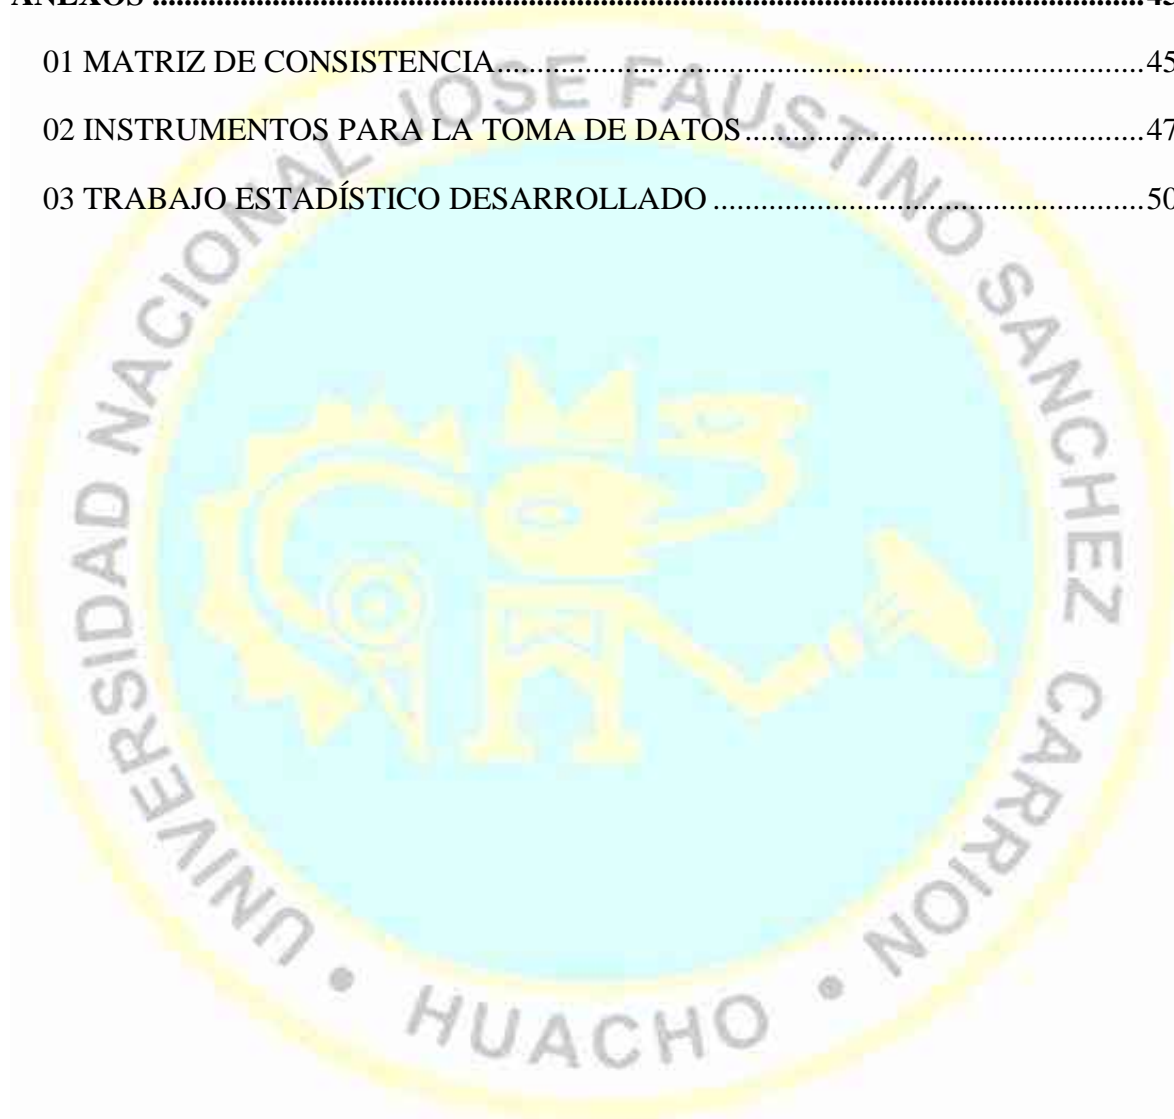 ANEXOS ........................................................................................................................... 45
01 MATRIZ DE CONSISTENCIA................................................................................... 45
02 INSTRUMENTOS PARA LA TOMA DE DATOS................................................... 47
03 TRABAJO ESTADÍSTICO DESARROLLADO ....................................................... 50
UNIVERSIDAD NACIONAL JOSE FAUSTINO SANCHEZ CARRION
• HUACHO •